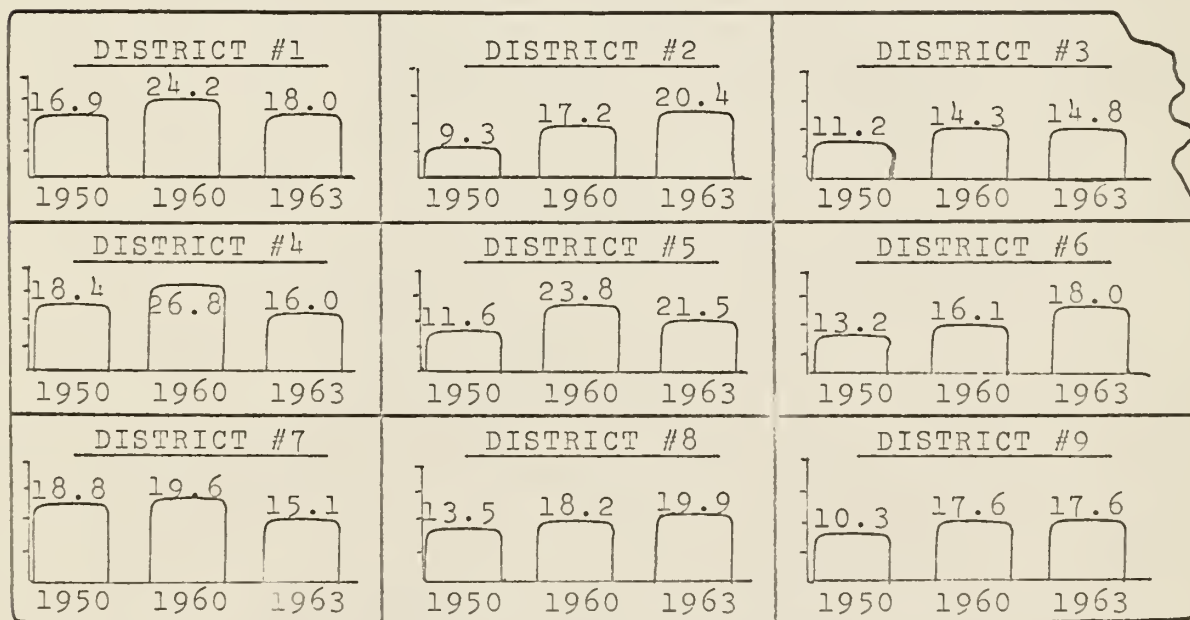 DISTRICT #1
16.9 24.2 18.0
1950 1960 1963
DISTRICT #2
9.3 17.2 20.4
1950 1960 1963
DISTRICT #3
11.2 14.3 14.8
1950 1960 1963
DISTRICT #4
18.4 26.8 16.0
1950 1960 1963
DISTRICT #5
11.6 23.8 21.5
1950 1960 1963
DISTRICT #6
13.2 16.1 18.0
1950 1960 1963
DISTRICT #7
18.8 19.6 15.1
1950 1960 1963
DISTRICT #8
13.5 18.2 19.9
1950 1960 1963
DISTRICT #9
10.3 17.6 17.6
1950 1960 1963